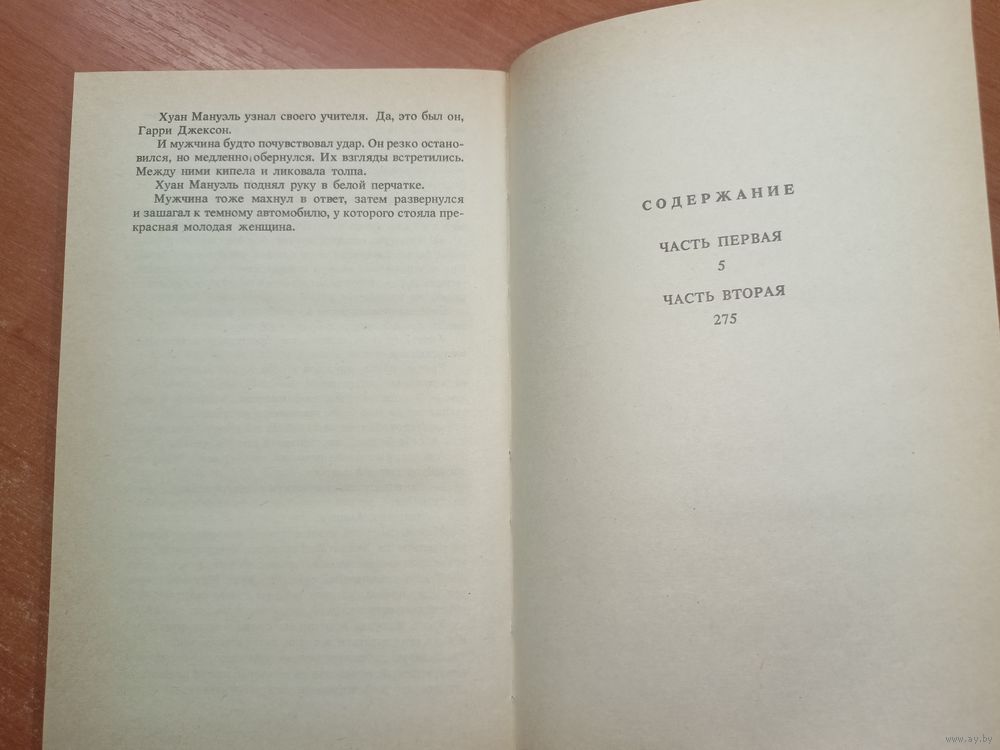 Хуан Мануэль узнал своего учителя. Да, это был он,
Гарри Джексон.
И мужчина будто почувствовал удар. Он резко остано-
вился, но медленно обернулся. Их взгляды встретились.
Между ними кипела и ликовала толпа.
Хуан Мануэль поднял руку в белой перчатке.
Мужчина тоже махнул в ответ, затем развернулся
и зашагал к темному автомобилю, у которого стояла пре-
красная молодая женщина.
СОДЕРЖАНИЕ
ЧАСТЬ ПЕРВАЯ
5
ЧАСТЬ ВТОРАЯ
275
www.ay.by